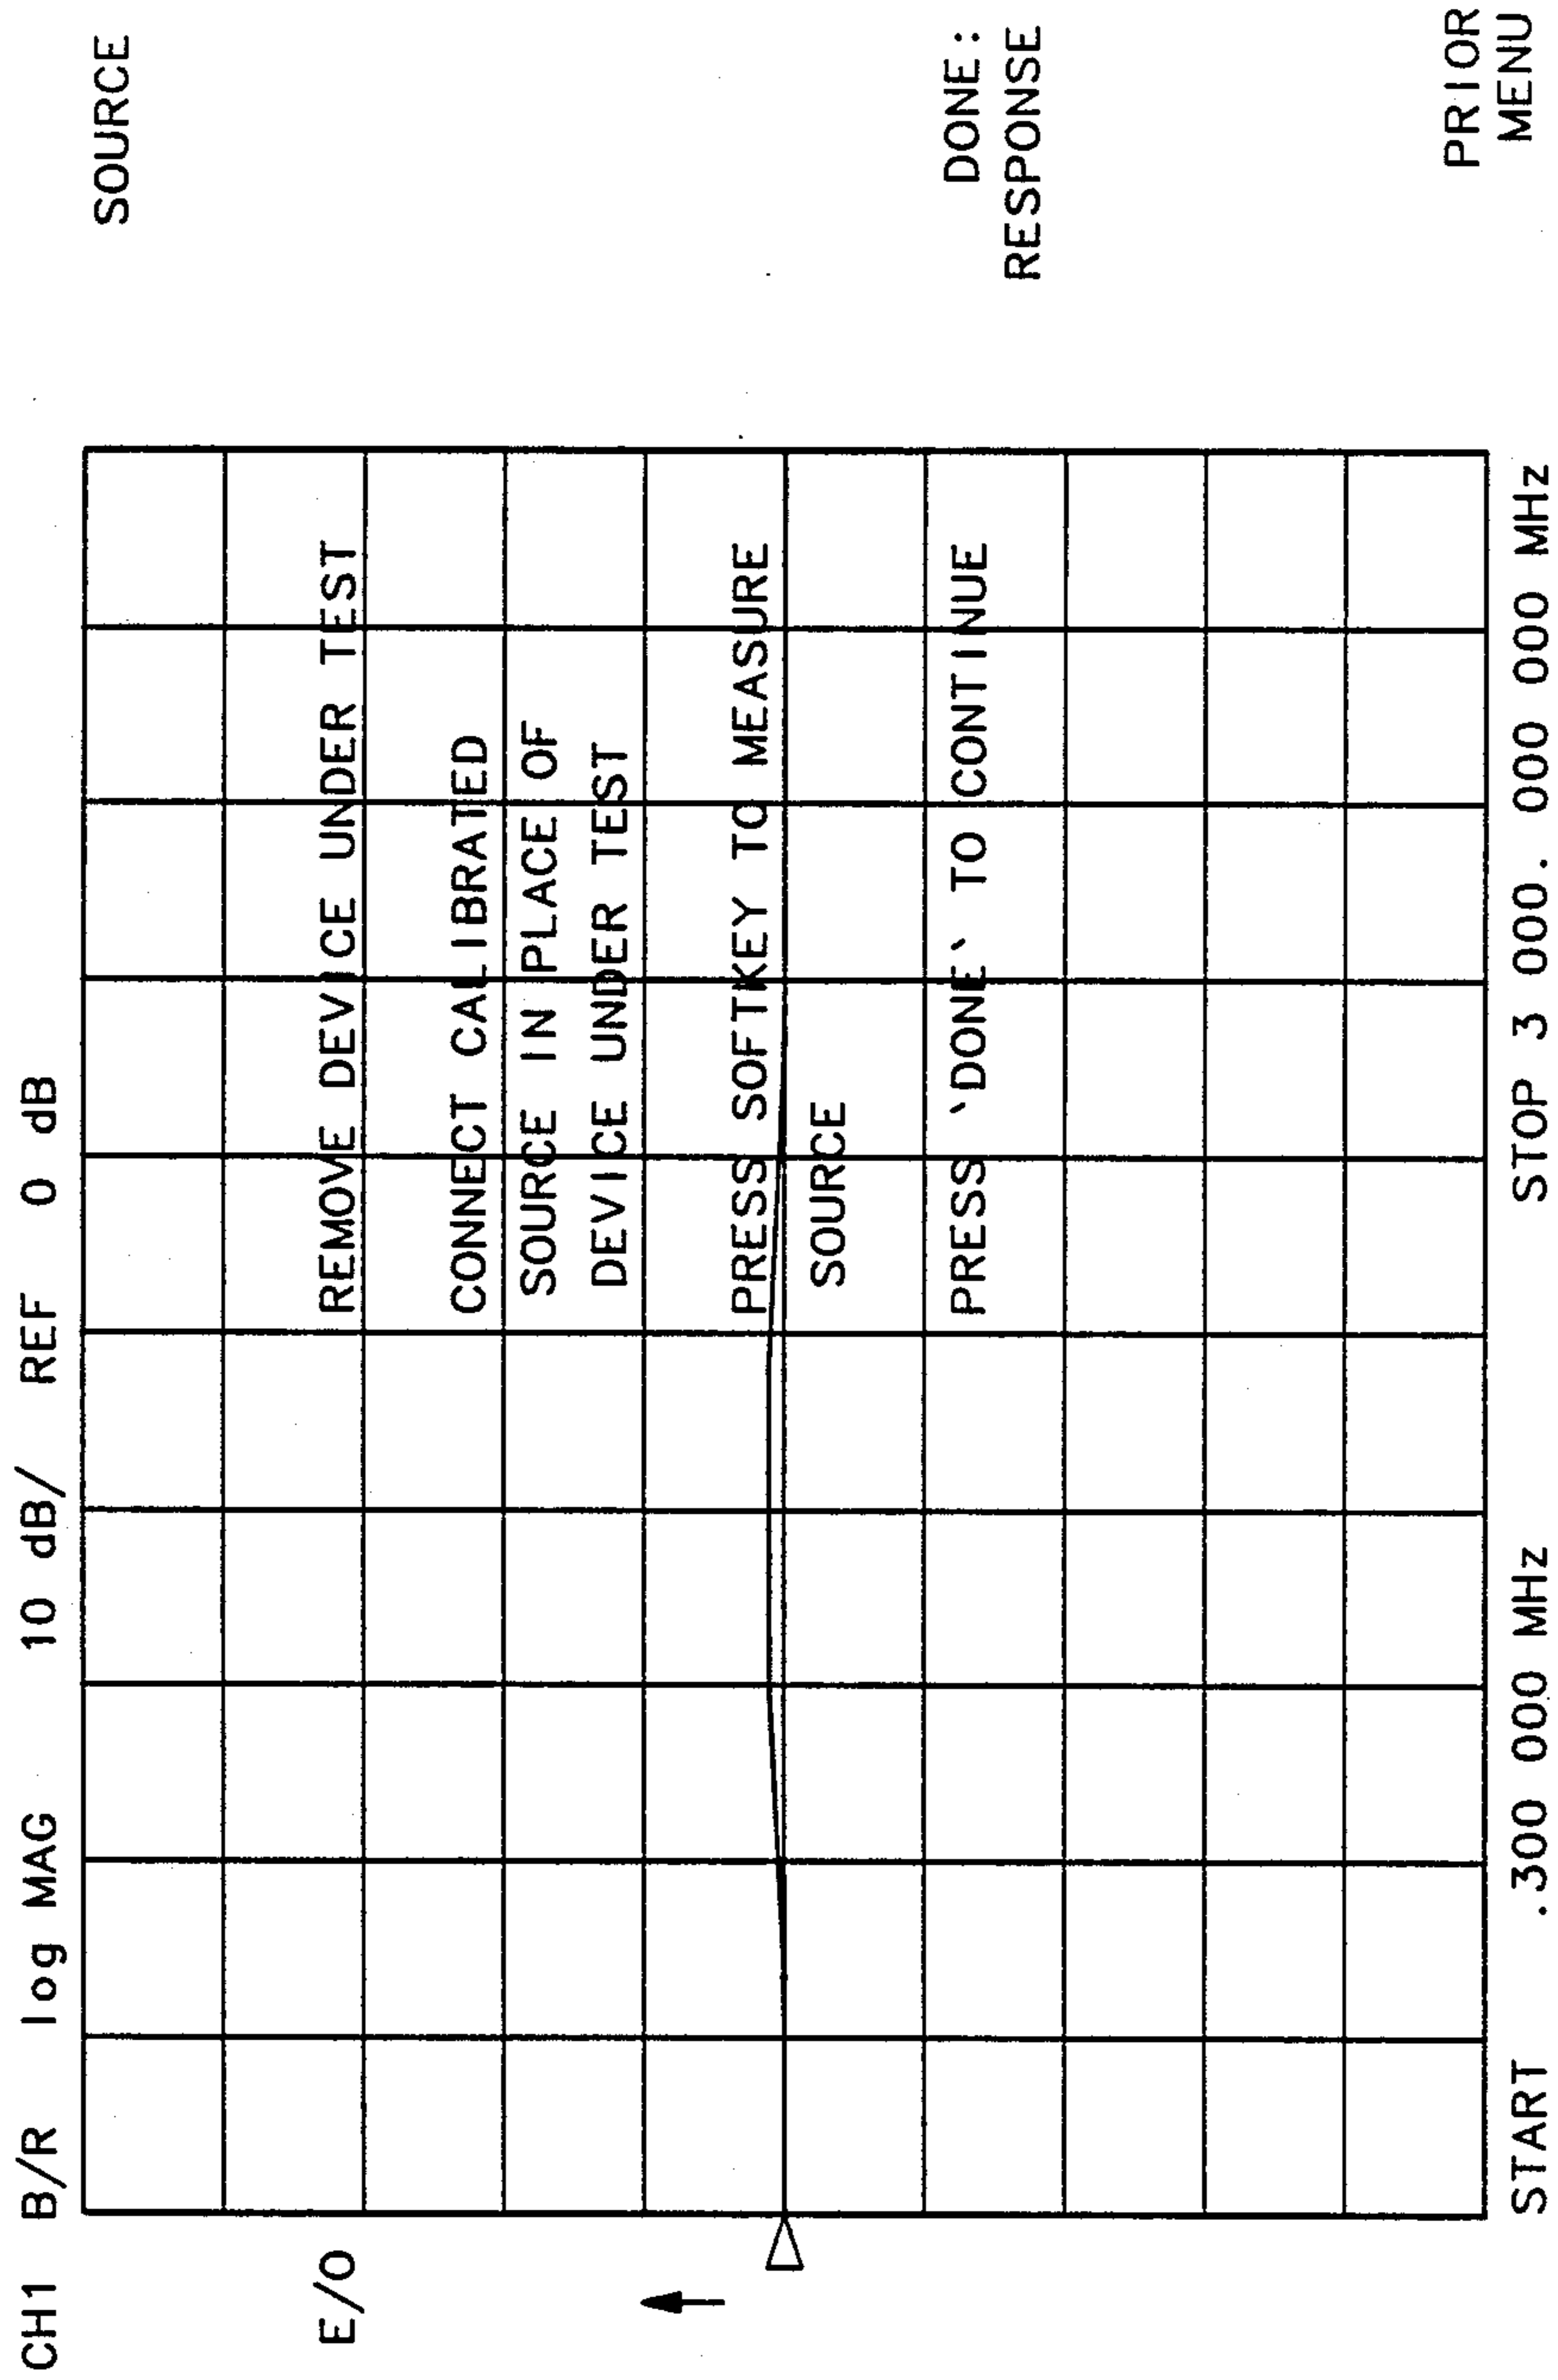 CH1 B/R log MAG 10 dB/ REF 0 dB
SOURCE
E/O
REMOVE DEVICE UNDER TEST
CONNECT CALIBRATED
SOURCE IN PLACE OF
DEVICE UNDER TEST
PRESS SOFTKEY TO MEASURE
SOURCE
PRESS `DONE` TO CONTINUE
DONE:
RESPONSE
PRIOR
MENU
START .300 000 MHz STOP 3 000. 000 000 MHz